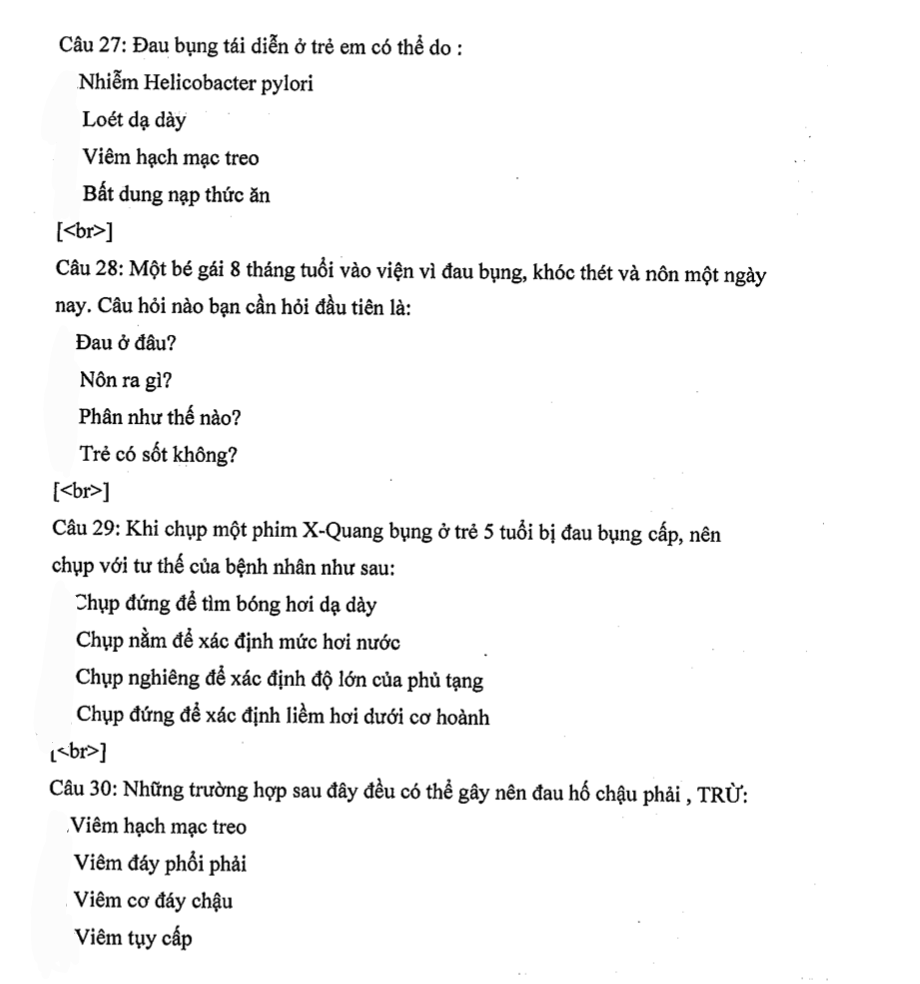 Câu 27: Đau bụng tái diễn ở trẻ em có thể do :
Nhiễm Helicobacter pylori
Loét dạ dày
Viêm hạch mạc treo
Bất dung nạp thức ăn
[<br>]
Câu 28: Một bé gái 8 tháng tuổi vào viện vì đau bụng, khóc thét và nôn một ngày
nay. Câu hỏi nào bạn cần hỏi đầu tiên là:
Đau ở đâu?
Nôn ra gì?
Phân như thế nào?
Trẻ có sốt không?
[<br>]
Câu 29: Khi chụp một phim X-Quang bụng ở trẻ 5 tuổi bị đau bụng cấp, nên
chụp với tư thế của bệnh nhân như sau:
Chụp đứng để tìm bóng hơi dạ dày
Chụp nằm để xác định mức hơi nước
Chụp nghiêng để xác định độ lớn của phủ tạng
Chụp đứng để xác định liềm hơi dưới cơ hoành
[<br>]
Câu 30: Những trường hợp sau đây đều có thể gây nên đau hố chậu phải , TRỪ:
Viêm hạch mạc treo
Viêm đáy phổi phải
Viêm cơ đáy chậu
Viêm tụy cấp